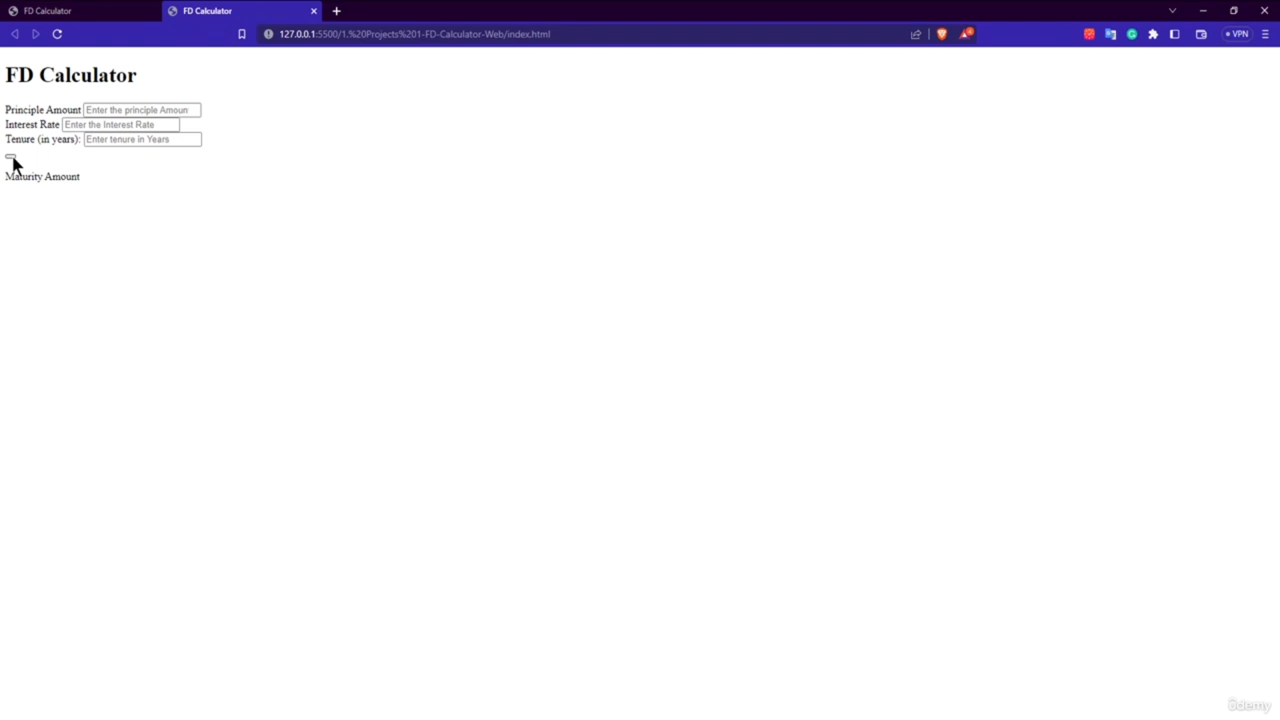 FD Calculator
FD Calculator
127.0.0.1:5500/1.%20Projects%201-FD-Calculator-Web/index.html
VPN
FD Calculator
Principle Amount Enter the principle Amoun
Interest Rate Enter the Interest Rate
Tenure (in years): Enter tenure in Years
Maturity Amount
ûdemy